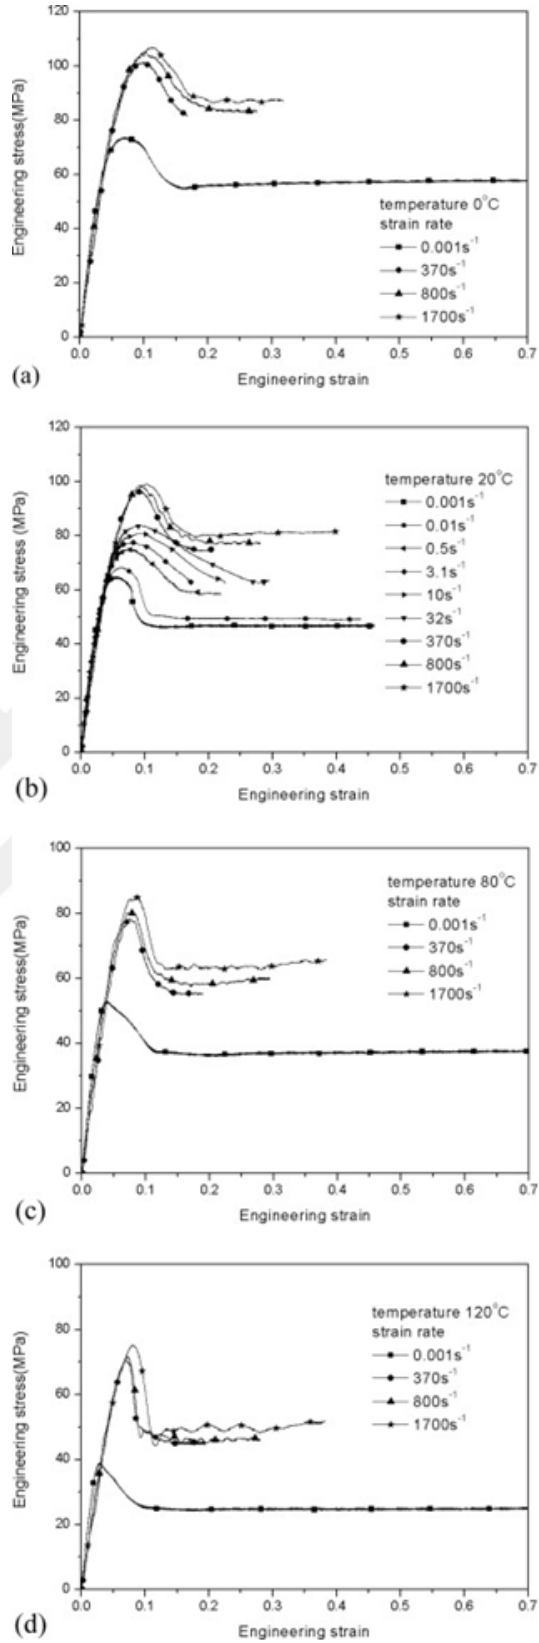 120
100
80
60
40
20
0
Engineering stress(MPa)
temperature 0°C
strain rate
0.001s⁻¹
370s⁻¹
800s⁻¹
1700s⁻¹
0.0 0.1 0.2 0.3 0.4 0.5 0.6 0.7
Engineering strain
(a)
120
100
80
60
40
20
0
Engineering stress (MPa)
temperature 20°C
0.001s⁻¹
0.01s⁻¹
0.5s⁻¹
3.1s⁻¹
10s⁻¹
32s⁻¹
370s⁻¹
800s⁻¹
1700s⁻¹
0.0 0.1 0.2 0.3 0.4 0.5 0.6 0.7
Engineering strain
(b)
100
80
60
40
20
0
Engineering stress(MPa)
temperature 80°C
strain rate
0.001s⁻¹
370s⁻¹
800s⁻¹
1700s⁻¹
0.0 0.1 0.2 0.3 0.4 0.5 0.6 0.7
Engineering strain
(c)
100
80
60
40
20
0
Engineering stress(MPa)
temperature 120°C
strain rate
0.001s⁻¹
370s⁻¹
800s⁻¹
1700s⁻¹
0.0 0.1 0.2 0.3 0.4 0.5 0.6 0.7
Engineering strain
(d)